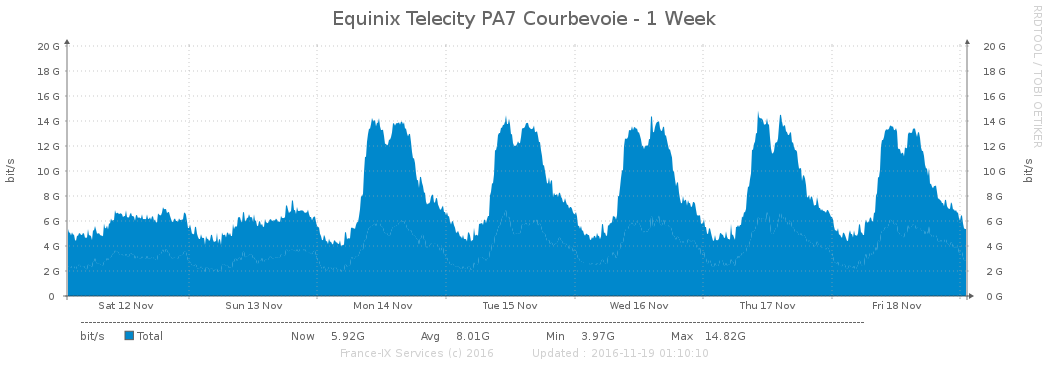 Equinix Telecity PA7 Courbevoie - 1 Week
RRDTOOL / TOBI OETIKER
bit/s
bit/s
20 G 20 G
18 G 18 G
16 G 16 G
14 G 14 G
12 G 12 G
10 G 10 G
8 G 8 G
6 G 6 G
4 G 4 G
2 G 2 G
0 0 G
Sat 12 Nov Sun 13 Nov Mon 14 Nov Tue 15 Nov Wed 16 Nov Thu 17 Nov Fri 18 Nov
bit/s Total Now 5.92G Avg 8.01G Min 3.97G Max 14.82G
France-IX Services (c) 2016 Updated : 2016-11-19 01:10:10